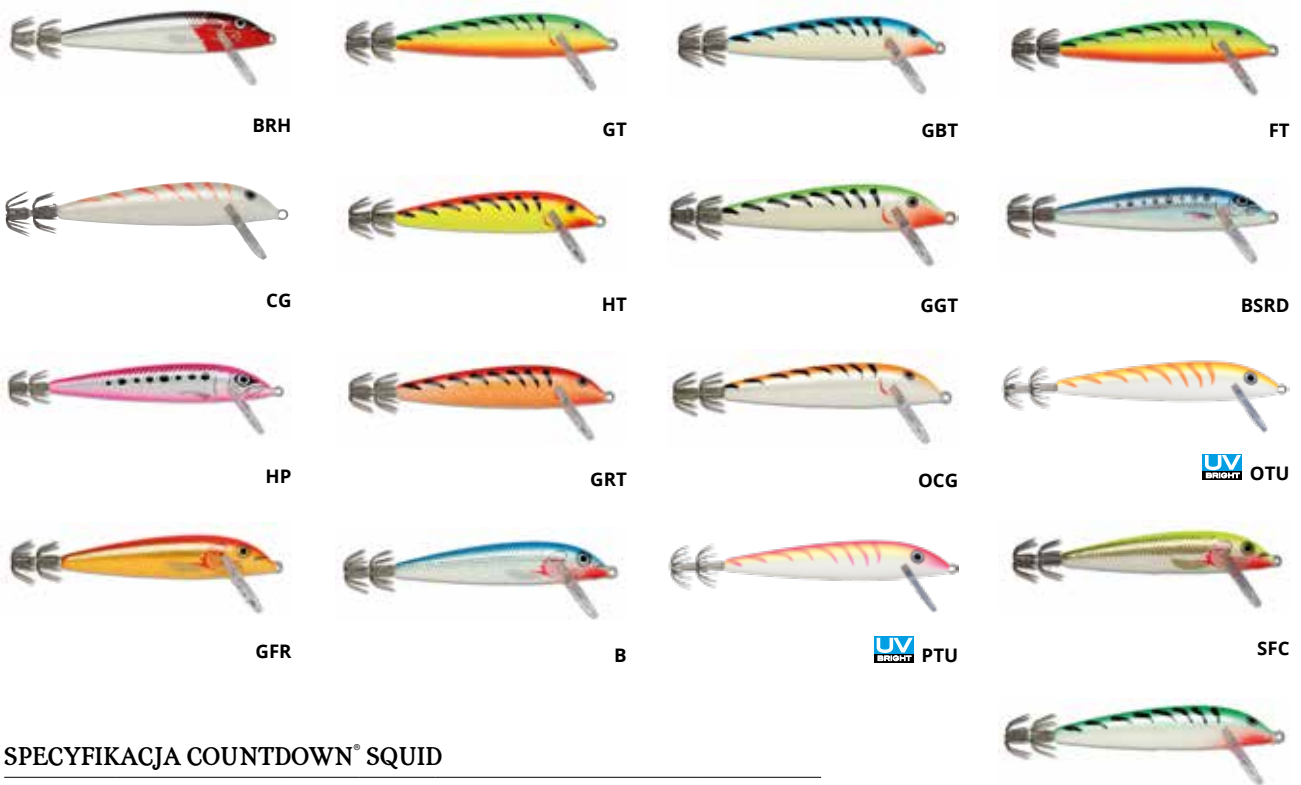 BRH
GT
GBT
FT
CG
HT
GGT
BSRD
HP
GRT
OCG
UV BRIGHT OTU
GFR
B
UV BRIGHT PTU
SFC
SPECYFIKACJA COUNTDOWN® SQUID